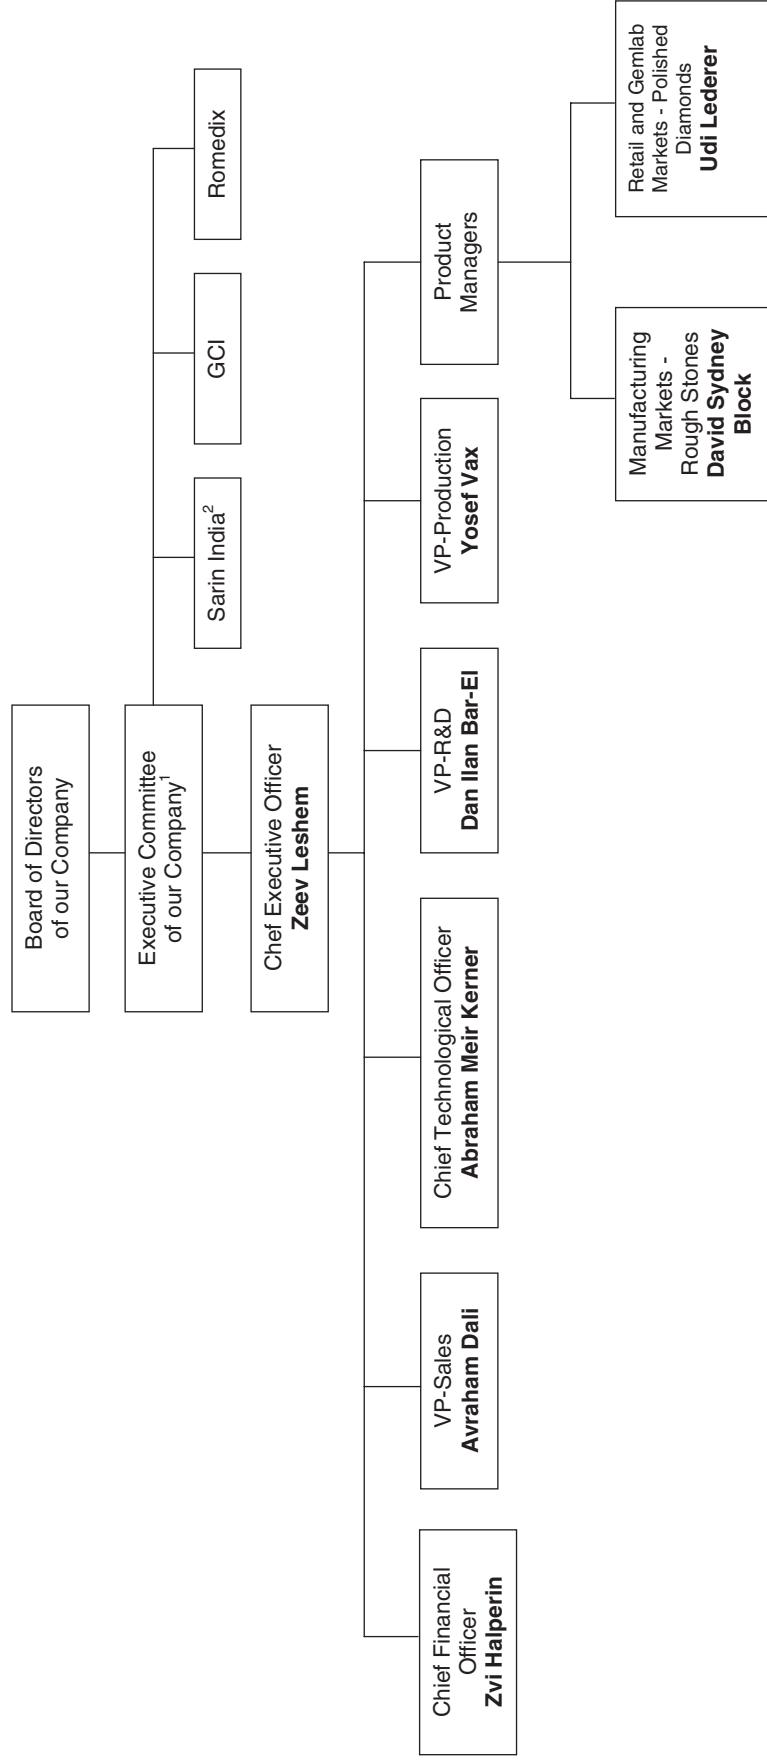 Board of Directors
of our Company
Executive Committee
of our Company¹
Sarin India²
GCI
Romedix
Chef Executive Officer
Zeev Leshem
Chief Financial
Officer
Zvi Halperin
VP-Sales
Avraham Dali
Chief Technological Officer
Abraham Meir Kerner
VP-R&D
Dan Ilan Bar-El
VP-Production
Yosef Vax
Product
Managers
Manufacturing
Markets -
Rough Stones
David Sydney
Block
Retail and Gemlab
Markets - Polished
Diamonds
Udi Lederer